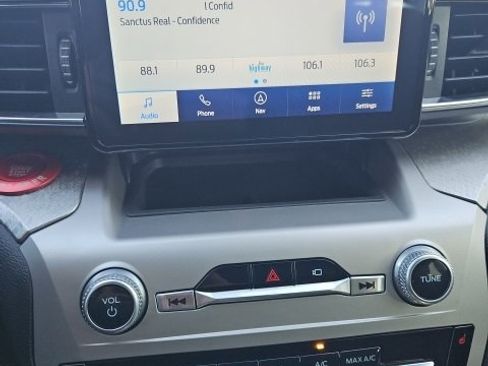 90.9
l Confid
Sanctus Real - Confidence
88.1 89.9 highway 106.1 106.3
Audio Phone Nav Apps Settings
VOL
TUNE
A/C MAX A/C